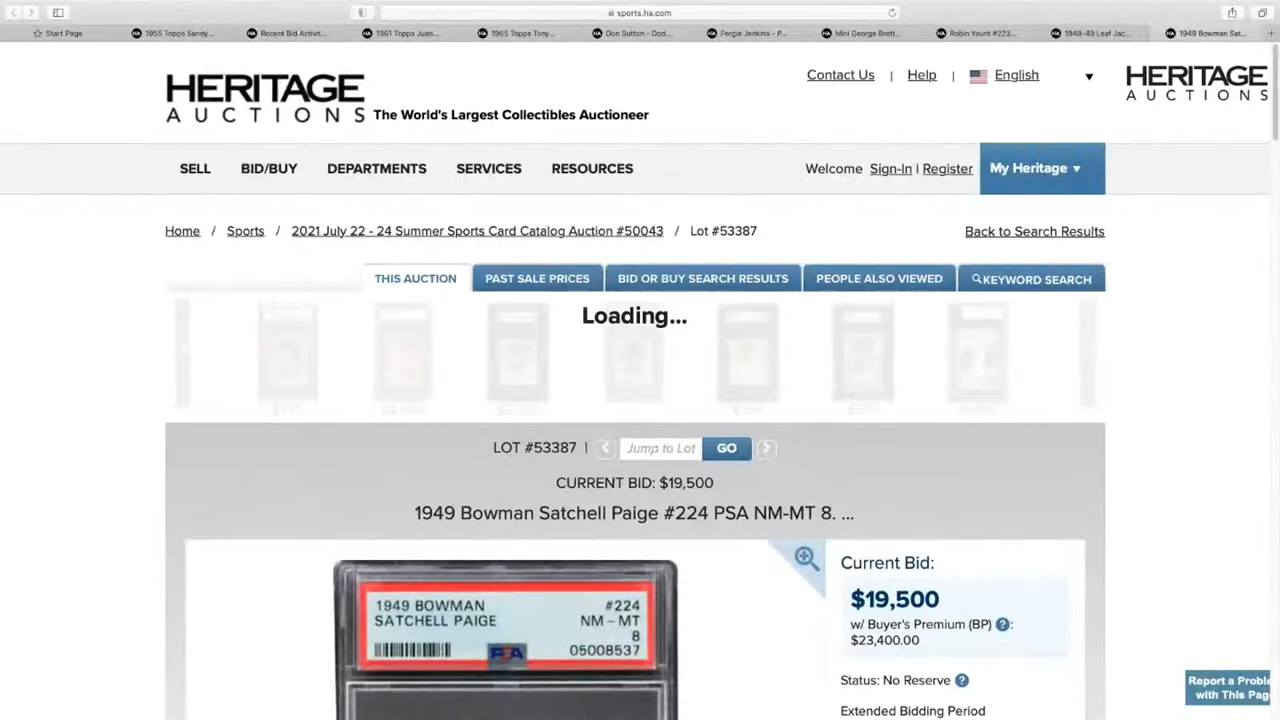 sports.ha.com
Start Page
1955 Topps Sandy...
Recent Bid Activit...
1961 Topps Juan...
1965 Topps Tony...
Don Sutton - Dod...
Fergie Jenkins - P...
Mini George Brett...
Robin Yount #223...
1948-49 Leaf Jac...
1949 Bowman Sat...
HERITAGE
AUCTIONS The World's Largest Collectibles Auctioneer
Contact Us | Help | English
HERITAGE
AUCTIONS
SELL BID/BUY DEPARTMENTS SERVICES RESOURCES
Welcome Sign-In | Register My Heritage
Home / Sports / 2021 July 22 - 24 Summer Sports Card Catalog Auction #50043 / Lot #53387
Back to Search Results
THIS AUCTION PAST SALE PRICES BID OR BUY SEARCH RESULTS PEOPLE ALSO VIEWED KEYWORD SEARCH
Loading...
LOT #53387 | Jump to Lot GO
CURRENT BID: $19,500
1949 Bowman Satchell Paige #224 PSA NM-MT 8. ...
1949 BOWMAN #224
SATCHELL PAIGE NM - MT
8
PSA 05008537
Current Bid:
$19,500
w/ Buyer's Premium (BP) ?:
$23,400.00
Status: No Reserve ?
Extended Bidding Period
Report a Proble
with This Pag